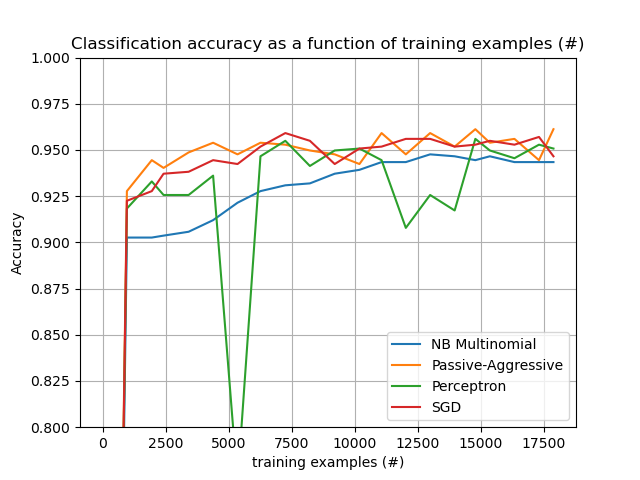 Classification accuracy as a function of training examples (#)
1.000
0.975
0.950
0.925
0.900
0.875
0.850
0.825
0.800
Accuracy
NB Multinomial
Passive-Aggressive
Perceptron
SGD
0 2500 5000 7500 10000 12500 15000 17500
training examples (#)